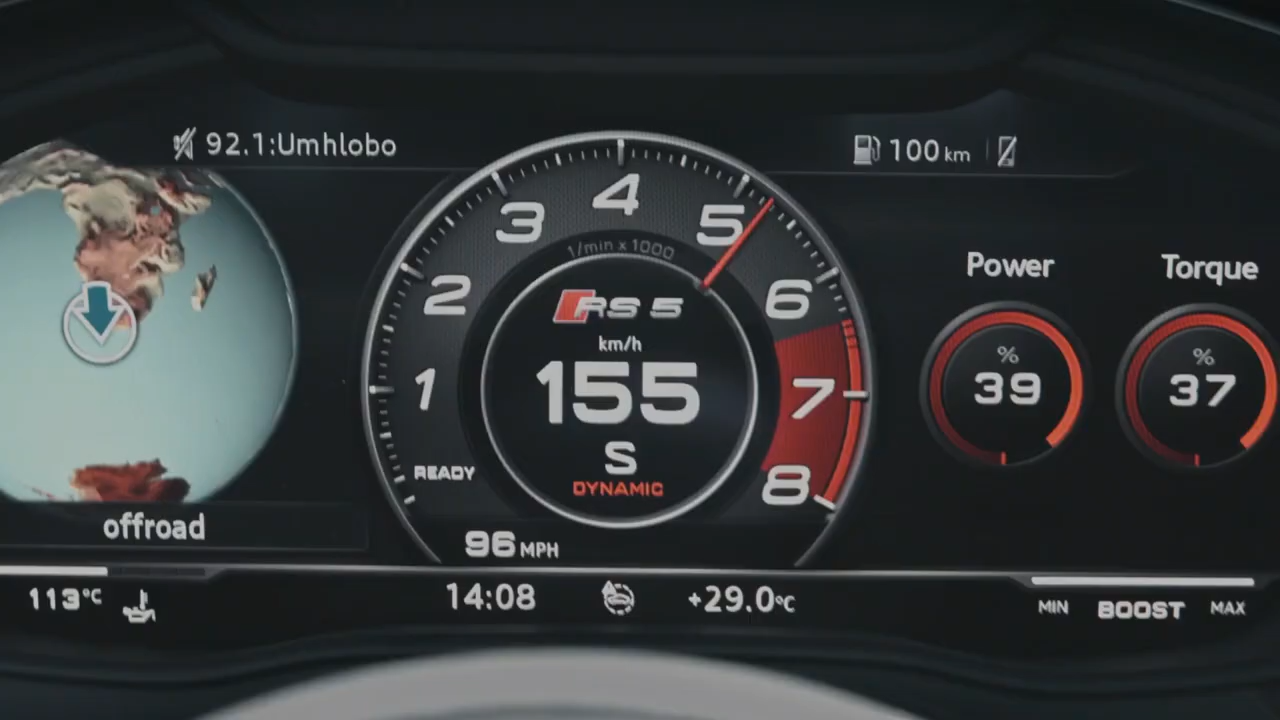 92.1:Umhlobo
100 km
1 2 3 4 5 6 7 8
1/min x 1000
RS 5
km/h
155
S
DYNAMIC
READY
96 MPH
Power
% 39
Torque
% 37
offroad
113°C
14:08
+29.0°C
MIN BOOST MAX